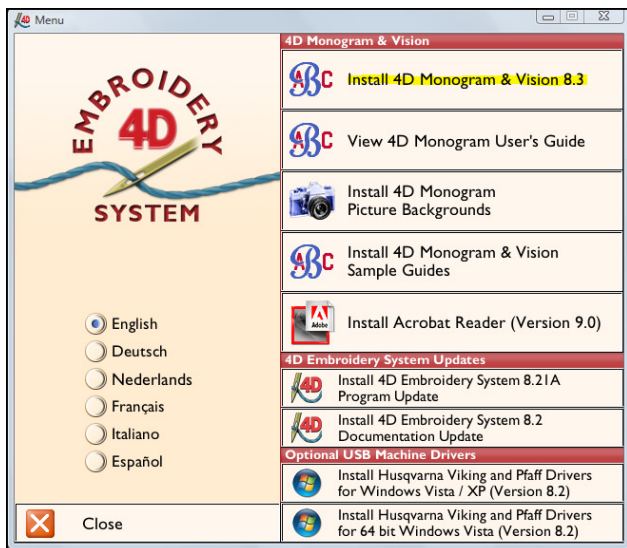 Menu
EMBROIDERY
4D
SYSTEM
English
Deutsch
Nederlands
Français
Italiano
Español
Close
4D Monogram & Vision
ABC
Install 4D Monogram & Vision 8.3
ABC
View 4D Monogram User's Guide
Install 4D Monogram
Picture Backgrounds
ABC
Install 4D Monogram & Vision
Sample Guides
Adobe
Install Acrobat Reader (Version 9.0)
4D Embroidery System Updates
4D
Install 4D Embroidery System 8.21A
Program Update
4D
Install 4D Embroidery System 8.2
Documentation Update
Optional USB Machine Drivers
Install Husqvarna Viking and Pfaff Drivers
for Windows Vista / XP (Version 8.2)
Install Husqvarna Viking and Pfaff Drivers
for 64 bit Windows Vista (Version 8.2)